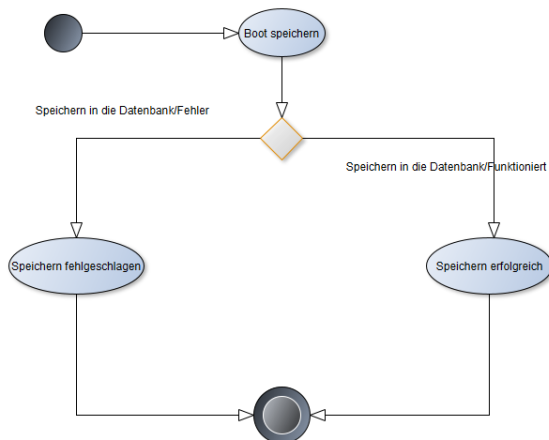 Boot speichern
Speichern in die Datenbank/Fehler
Speichern in die Datenbank/Funktioniert
Speichern fehlgeschlagen
Speichern erfolgreich